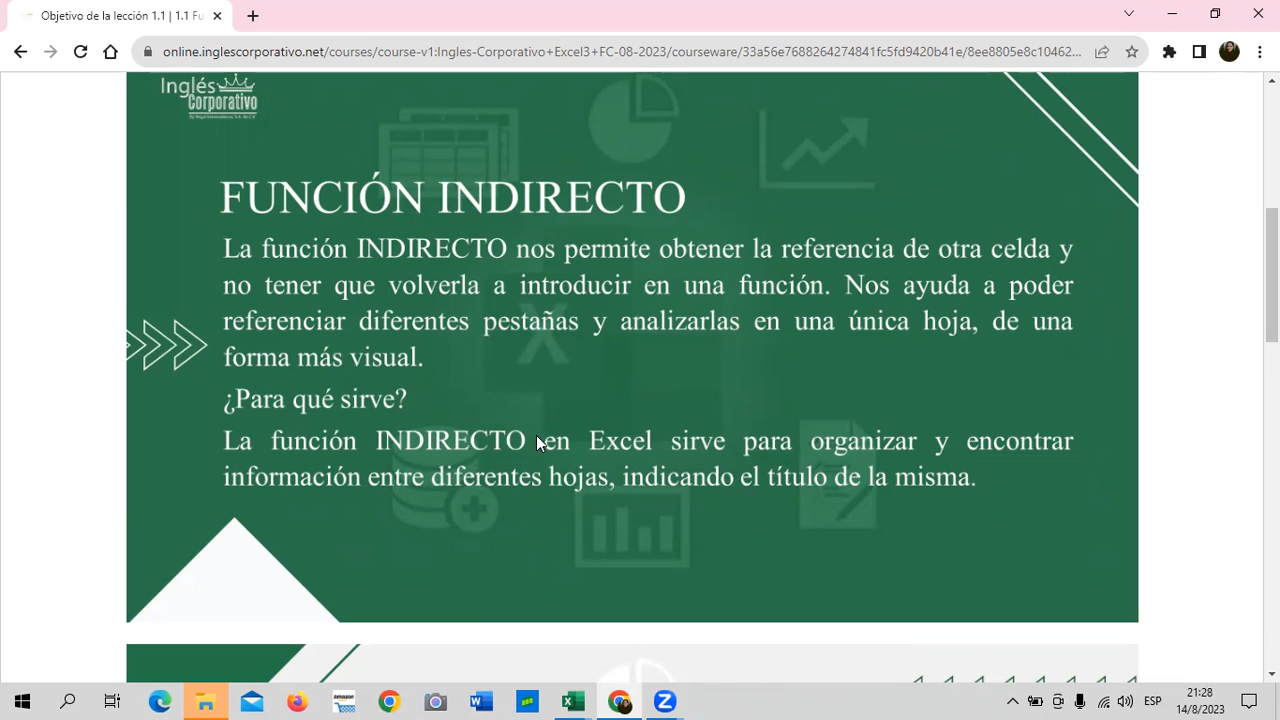 Objetivo de la lección 1.1 | 1.1 Fu
online.inglescorporativo.net/courses/course-v1:Ingles-Corporativo+Excel3+FC-08-2023/courseware/33a56e7688264274841fc5fd9420b41e/8ee8805e8c10462...
Inglés
Corporativo
FUNCIÓN INDIRECTO
La función INDIRECTO nos permite obtener la referencia de otra celda y
no tener que volverla a introducir en una función. Nos ayuda a poder
referenciar diferentes pestañas y analizarlas en una única hoja, de una
forma más visual.
¿Para qué sirve?
La función INDIRECTO en Excel sirve para organizar y encontrar
información entre diferentes hojas, indicando el título de la misma.
ESP
21:28
14/8/2023